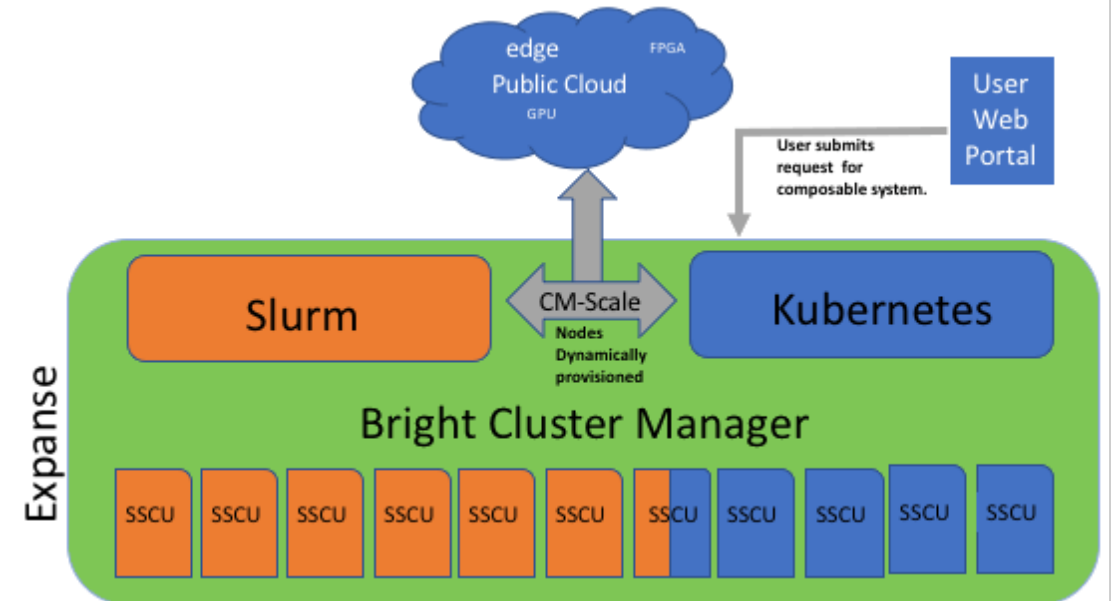 edge
FPGA
Public Cloud
GPU
User
Web
Portal
User submits
request for
composable system.
Slurm
CM-Scale
Kubernetes
Nodes
Dynamically
provisioned
Bright Cluster Manager
Expanse
SSCU
SSCU
SSCU
SSCU
SSCU
SSCU
SSCU
SSCU
SSCU
SSCU
SSCU